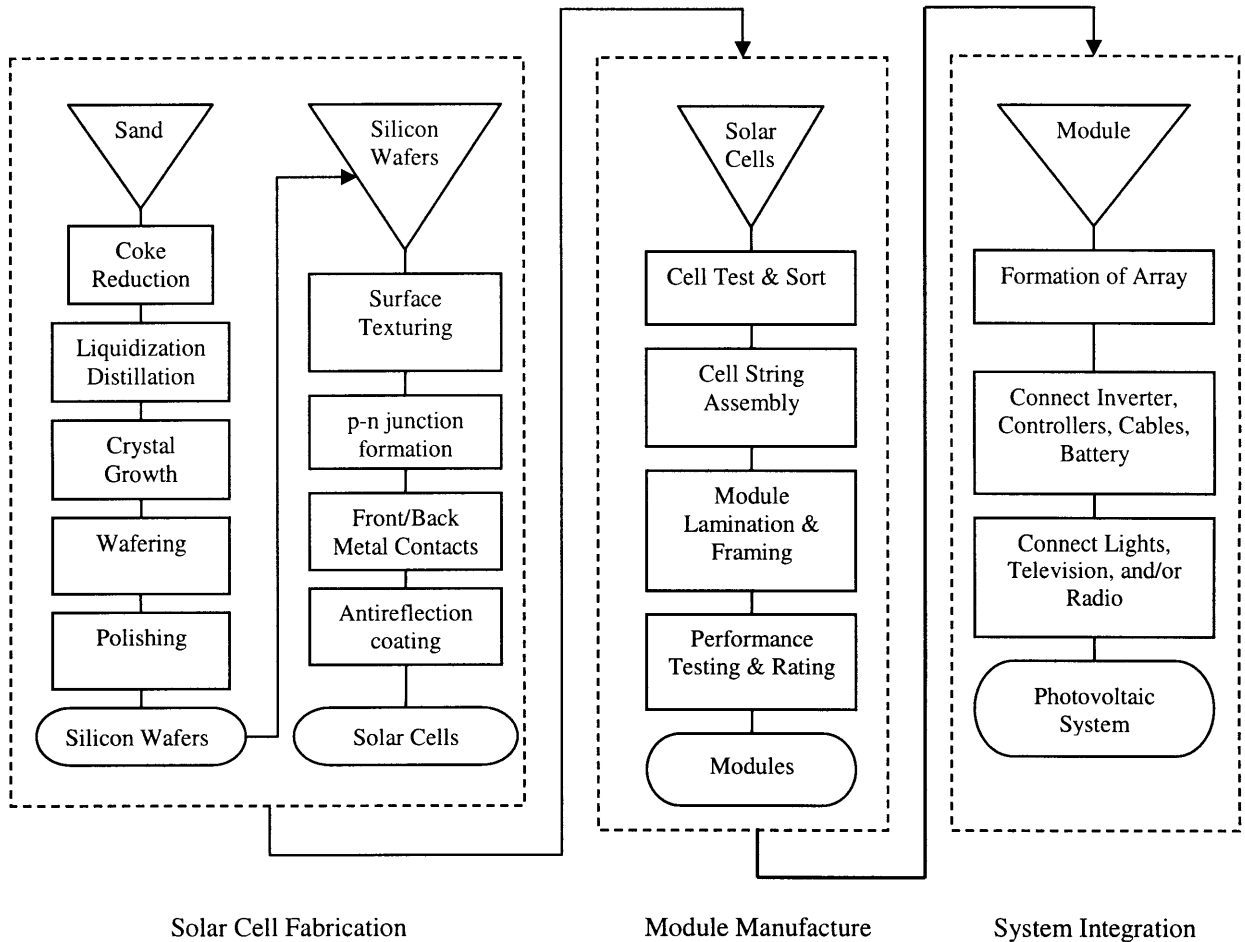 Sand
Coke
Reduction
Liquidization
Distillation
Crystal
Growth
Wafering
Polishing
Silicon Wafers
Silicon
Wafers
Surface
Texturing
p-n junction
formation
Front/Back
Metal Contacts
Antireflection
coating
Solar Cells
Solar
Cells
Cell Test & Sort
Cell String
Assembly
Module
Lamination &
Framing
Performance
Testing & Rating
Modules
Module
Formation of Array
Connect Inverter,
Controllers, Cables,
Battery
Connect Lights,
Television, and/or
Radio
Photovoltaic
System
Solar Cell Fabrication
Module Manufacture
System Integration